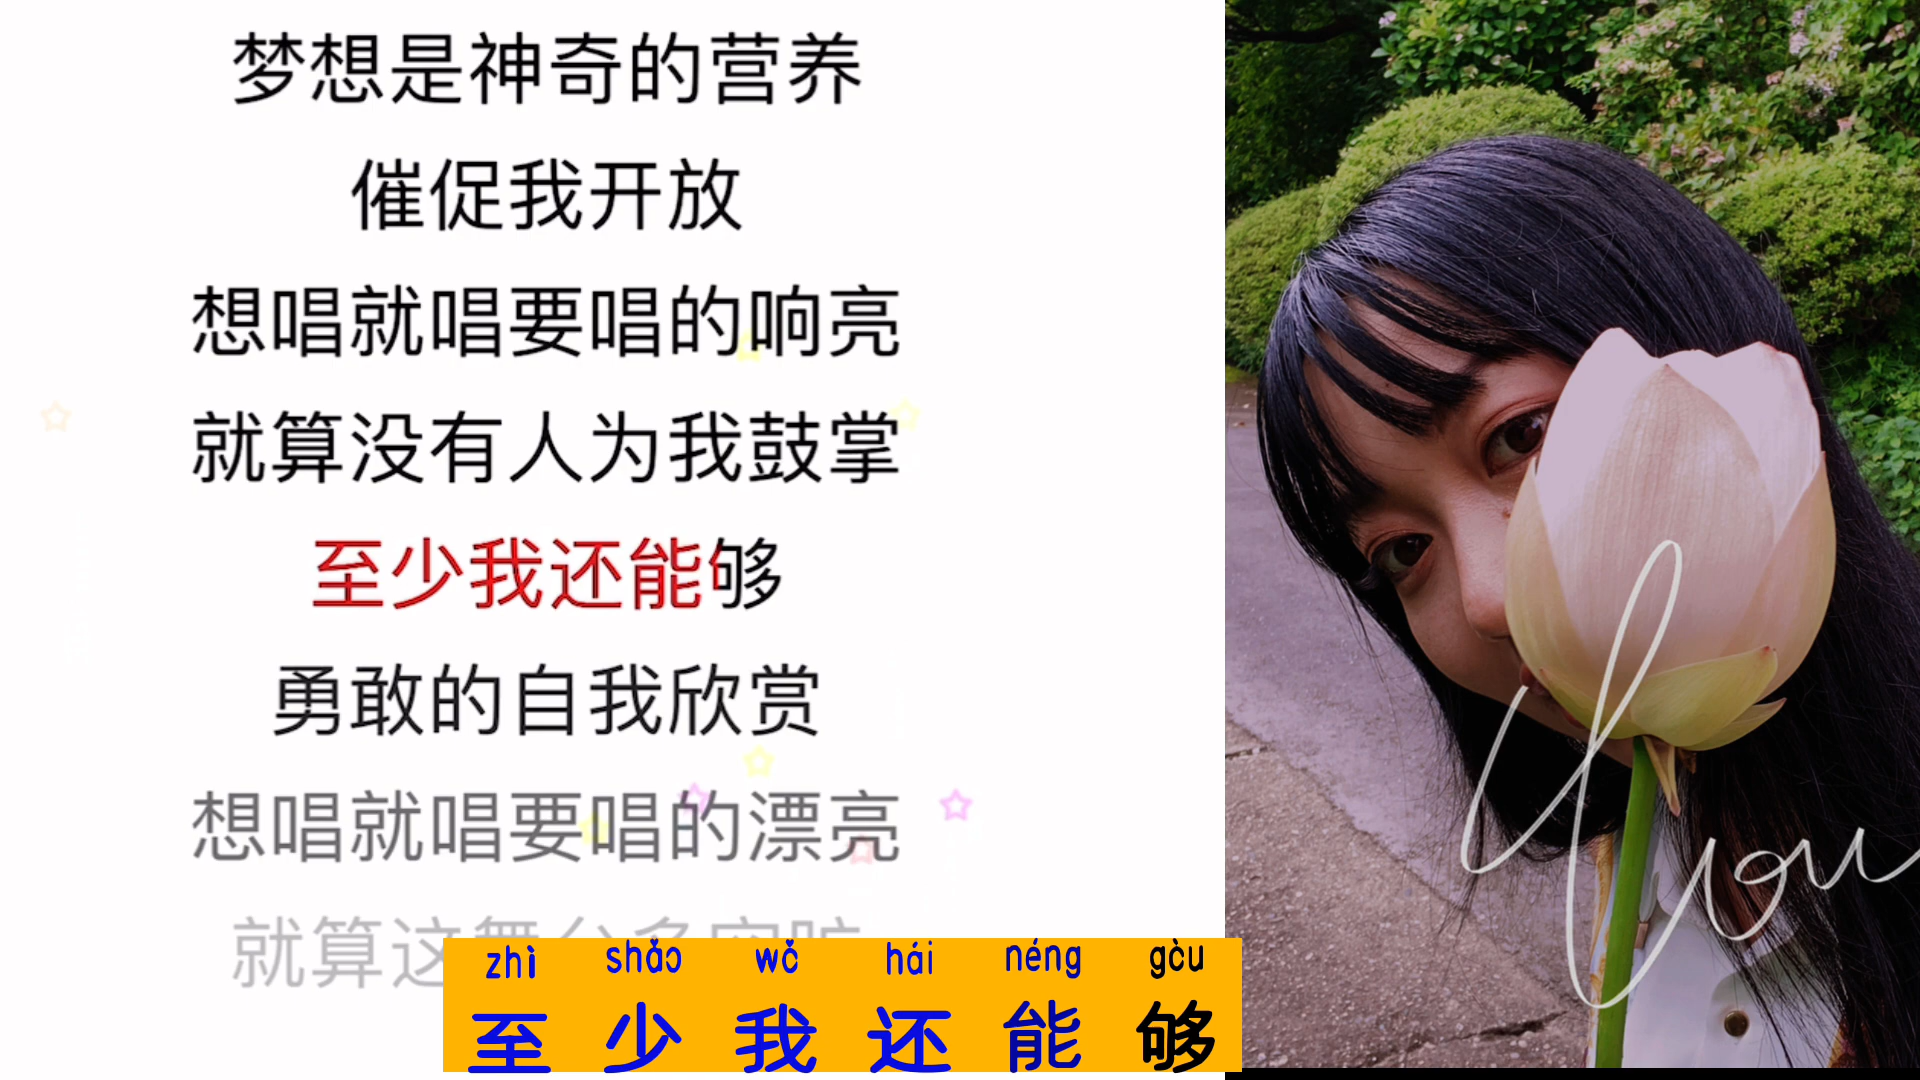 梦想是神奇的营养
催促我开放
想唱就唱要唱的响亮
就算没有人为我鼓掌
至少我还能够
勇敢的自我欣赏
想唱就唱要唱的漂亮
就算这
zhì shǎo wǒ hái néng gòu
至少我还能够
You